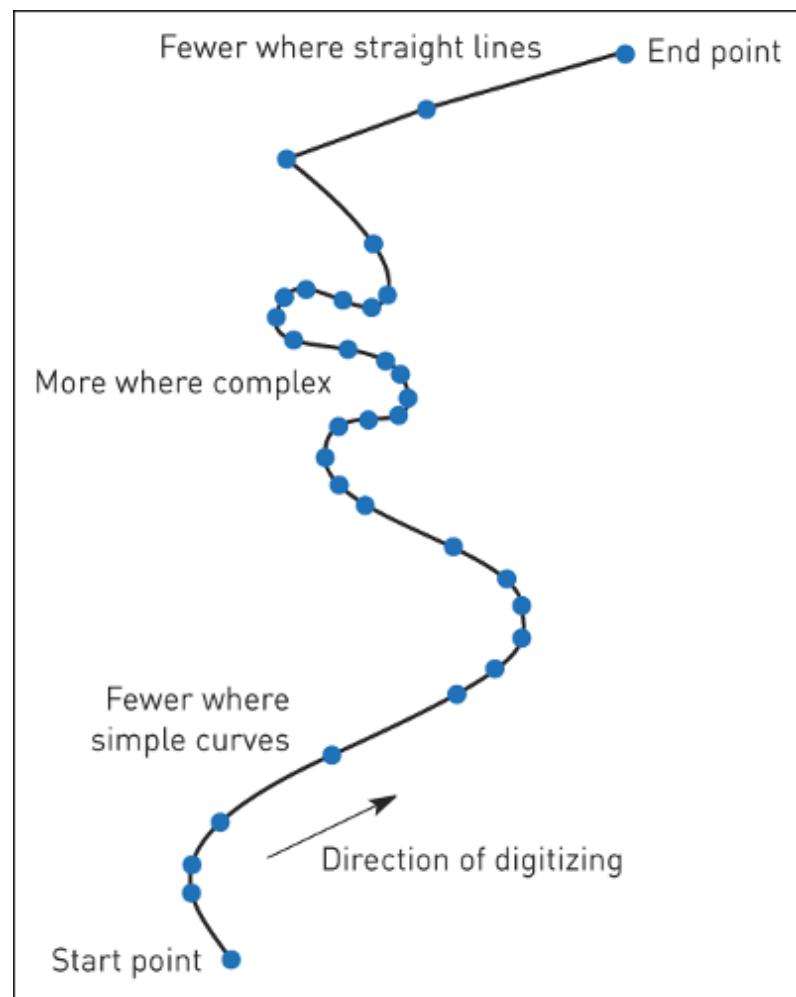 Fewer where straight lines
End point
More where complex
Fewer where
simple curves
Direction of digitizing
Start point